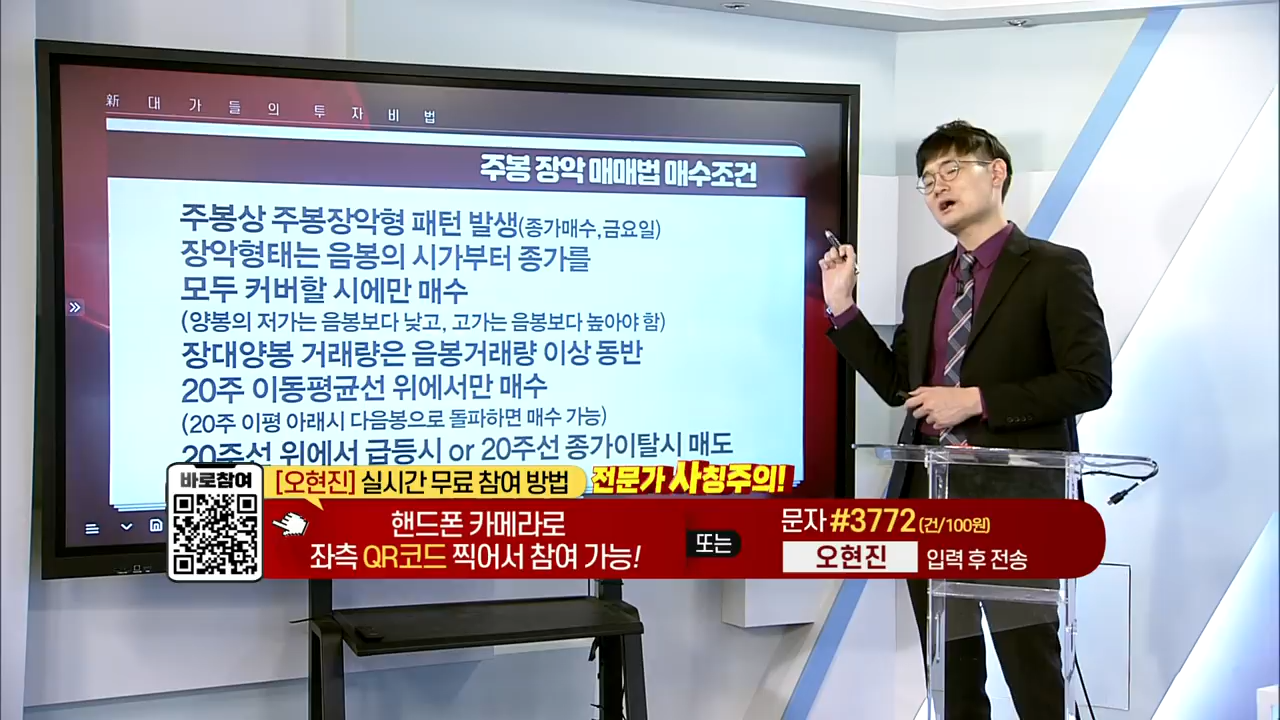 新 대 가 들 의 투 자 비 법
주봉 장악 매매법 매수조건
주봉상 주봉장악형 패턴 발생(종가매수,금요일)
장악형태는 음봉의 시가부터 종가를
모두 커버할 시에만 매수
(양봉의 저가는 음봉보다 낮고, 고가는 음봉보다 높아야 함)
장대양봉 거래량은 음봉거래량 이상 동반
20주 이동평균선 위에서만 매수
(20주 이평 아래시 다음봉으로 돌파하면 매수 가능)
20주선 위에서 급등시 or 20주선 종가이탈시 매도
바로참여
[오현진] 실시간 무료 참여 방법
전문가 사칭주의!
핸드폰 카메라로
좌측 QR코드 찍어서 참여 가능!
또는
문자 #3772 (건/100원)
오현진 입력 후 전송